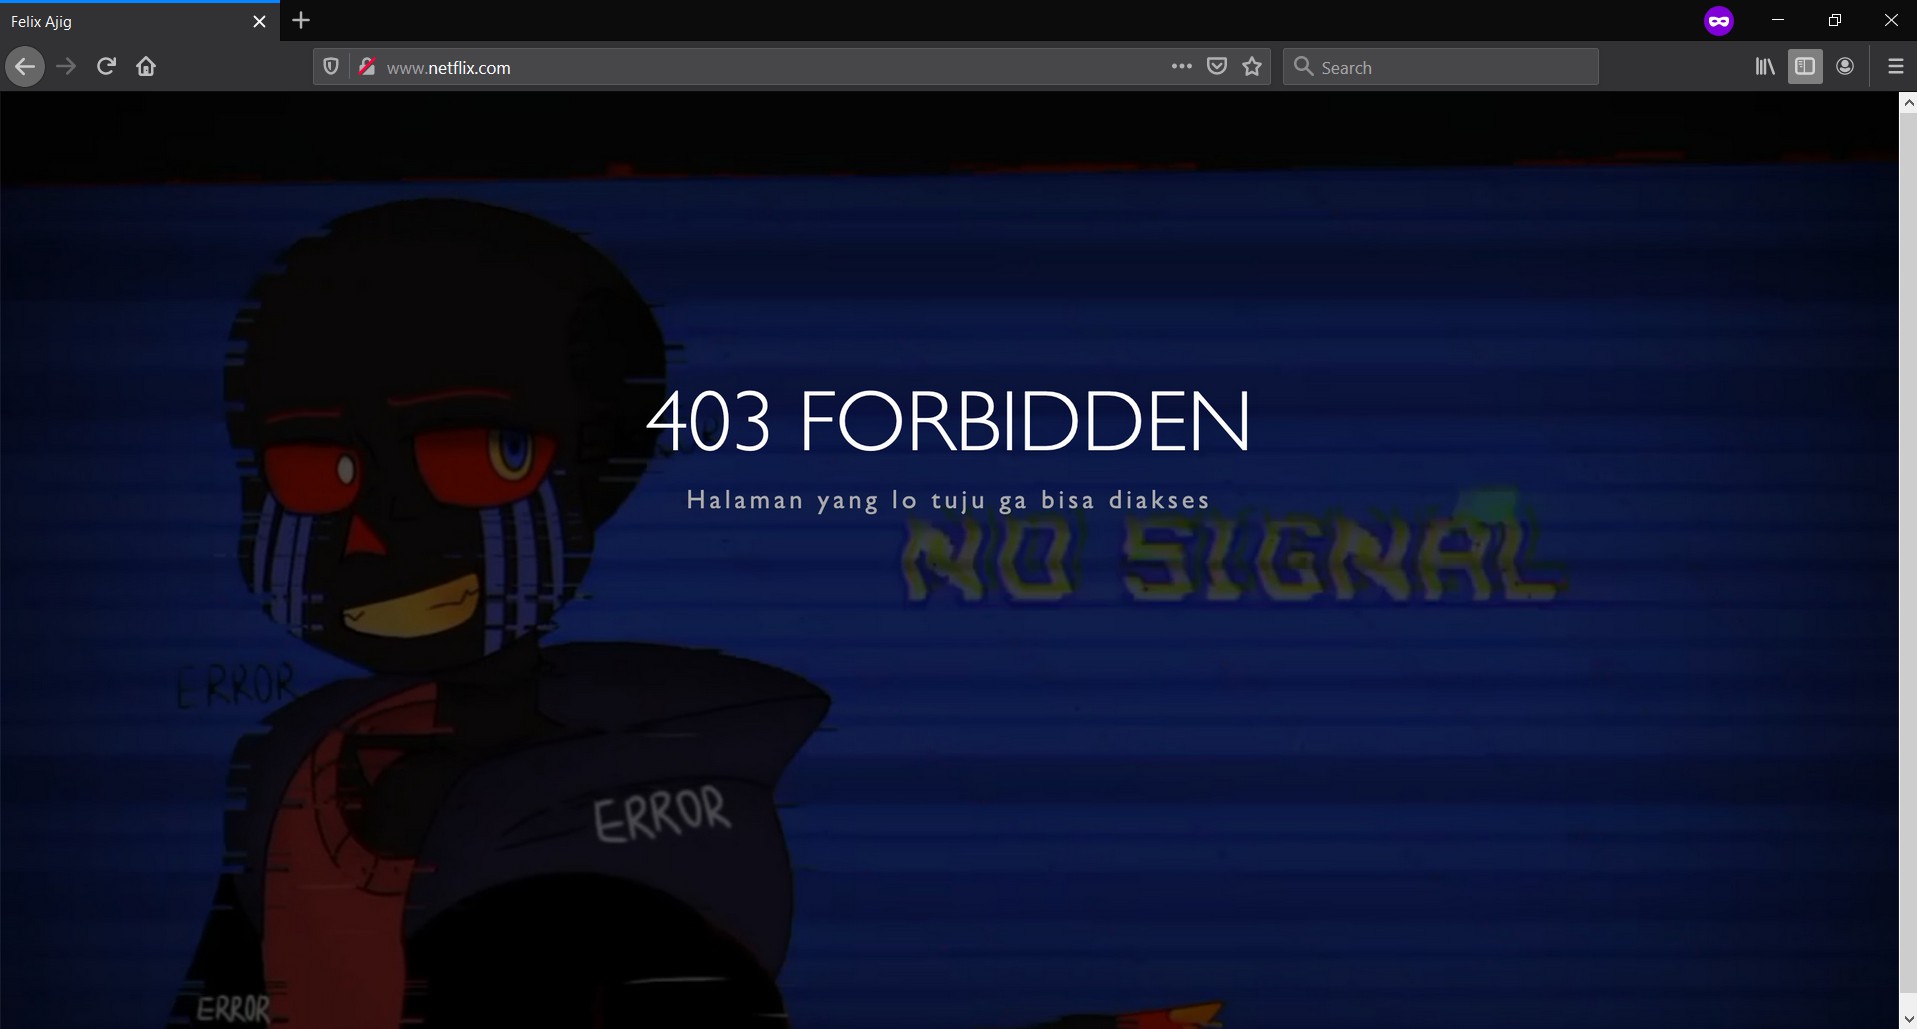 Felix Ajig
www.netflix.com
Search
403 FORBIDDEN
Halaman yang lo tuju ga bisa diakses
NO SIGNAL
ERROR
ERROR
ERROR